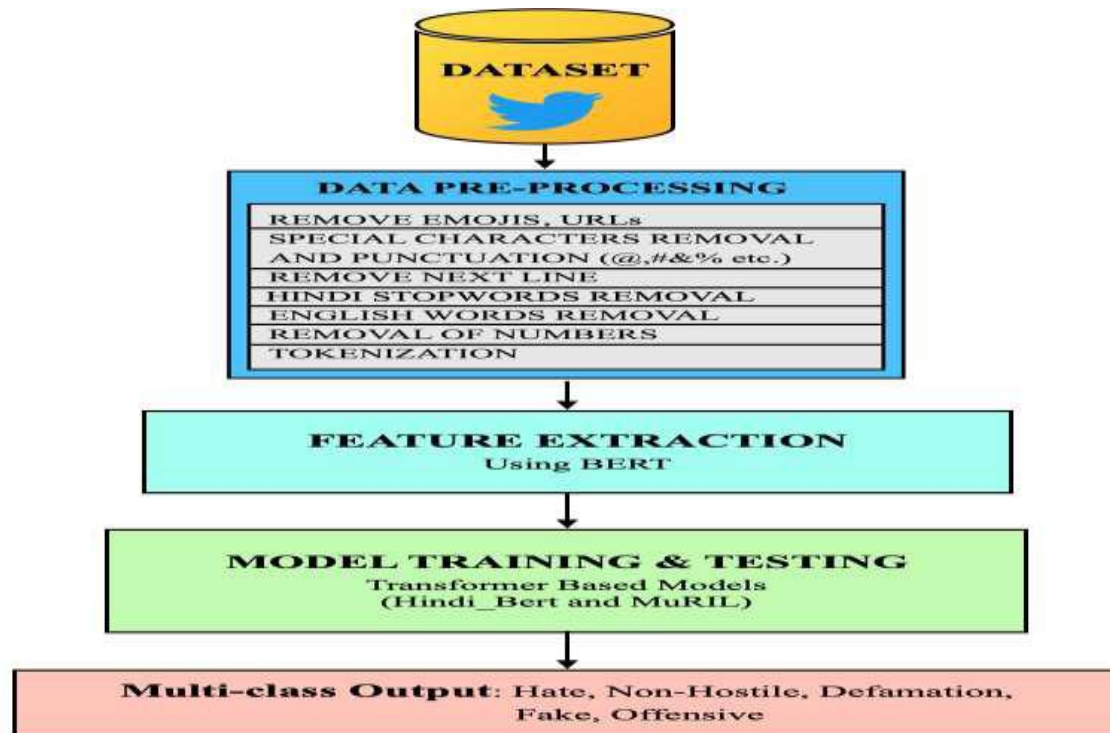 DATASET
DATA PRE-PROCESSING
REMOVE EMOJIS, URLs
SPECIAL CHARACTERS REMOVAL
AND PUNCTUATION (@,#&% etc.)
REMOVE NEXT LINE
HINDI STOPWORDS REMOVAL
ENGLISH WORDS REMOVAL
REMOVAL OF NUMBERS
TOKENIZATION
FEATURE EXTRACTION
Using BERT
MODEL TRAINING & TESTING
Transformer Based Models
(Hindi_Bert and MuRIL)
Multi-class Output: Hate, Non-Hostile, Defamation,
Fake, Offensive